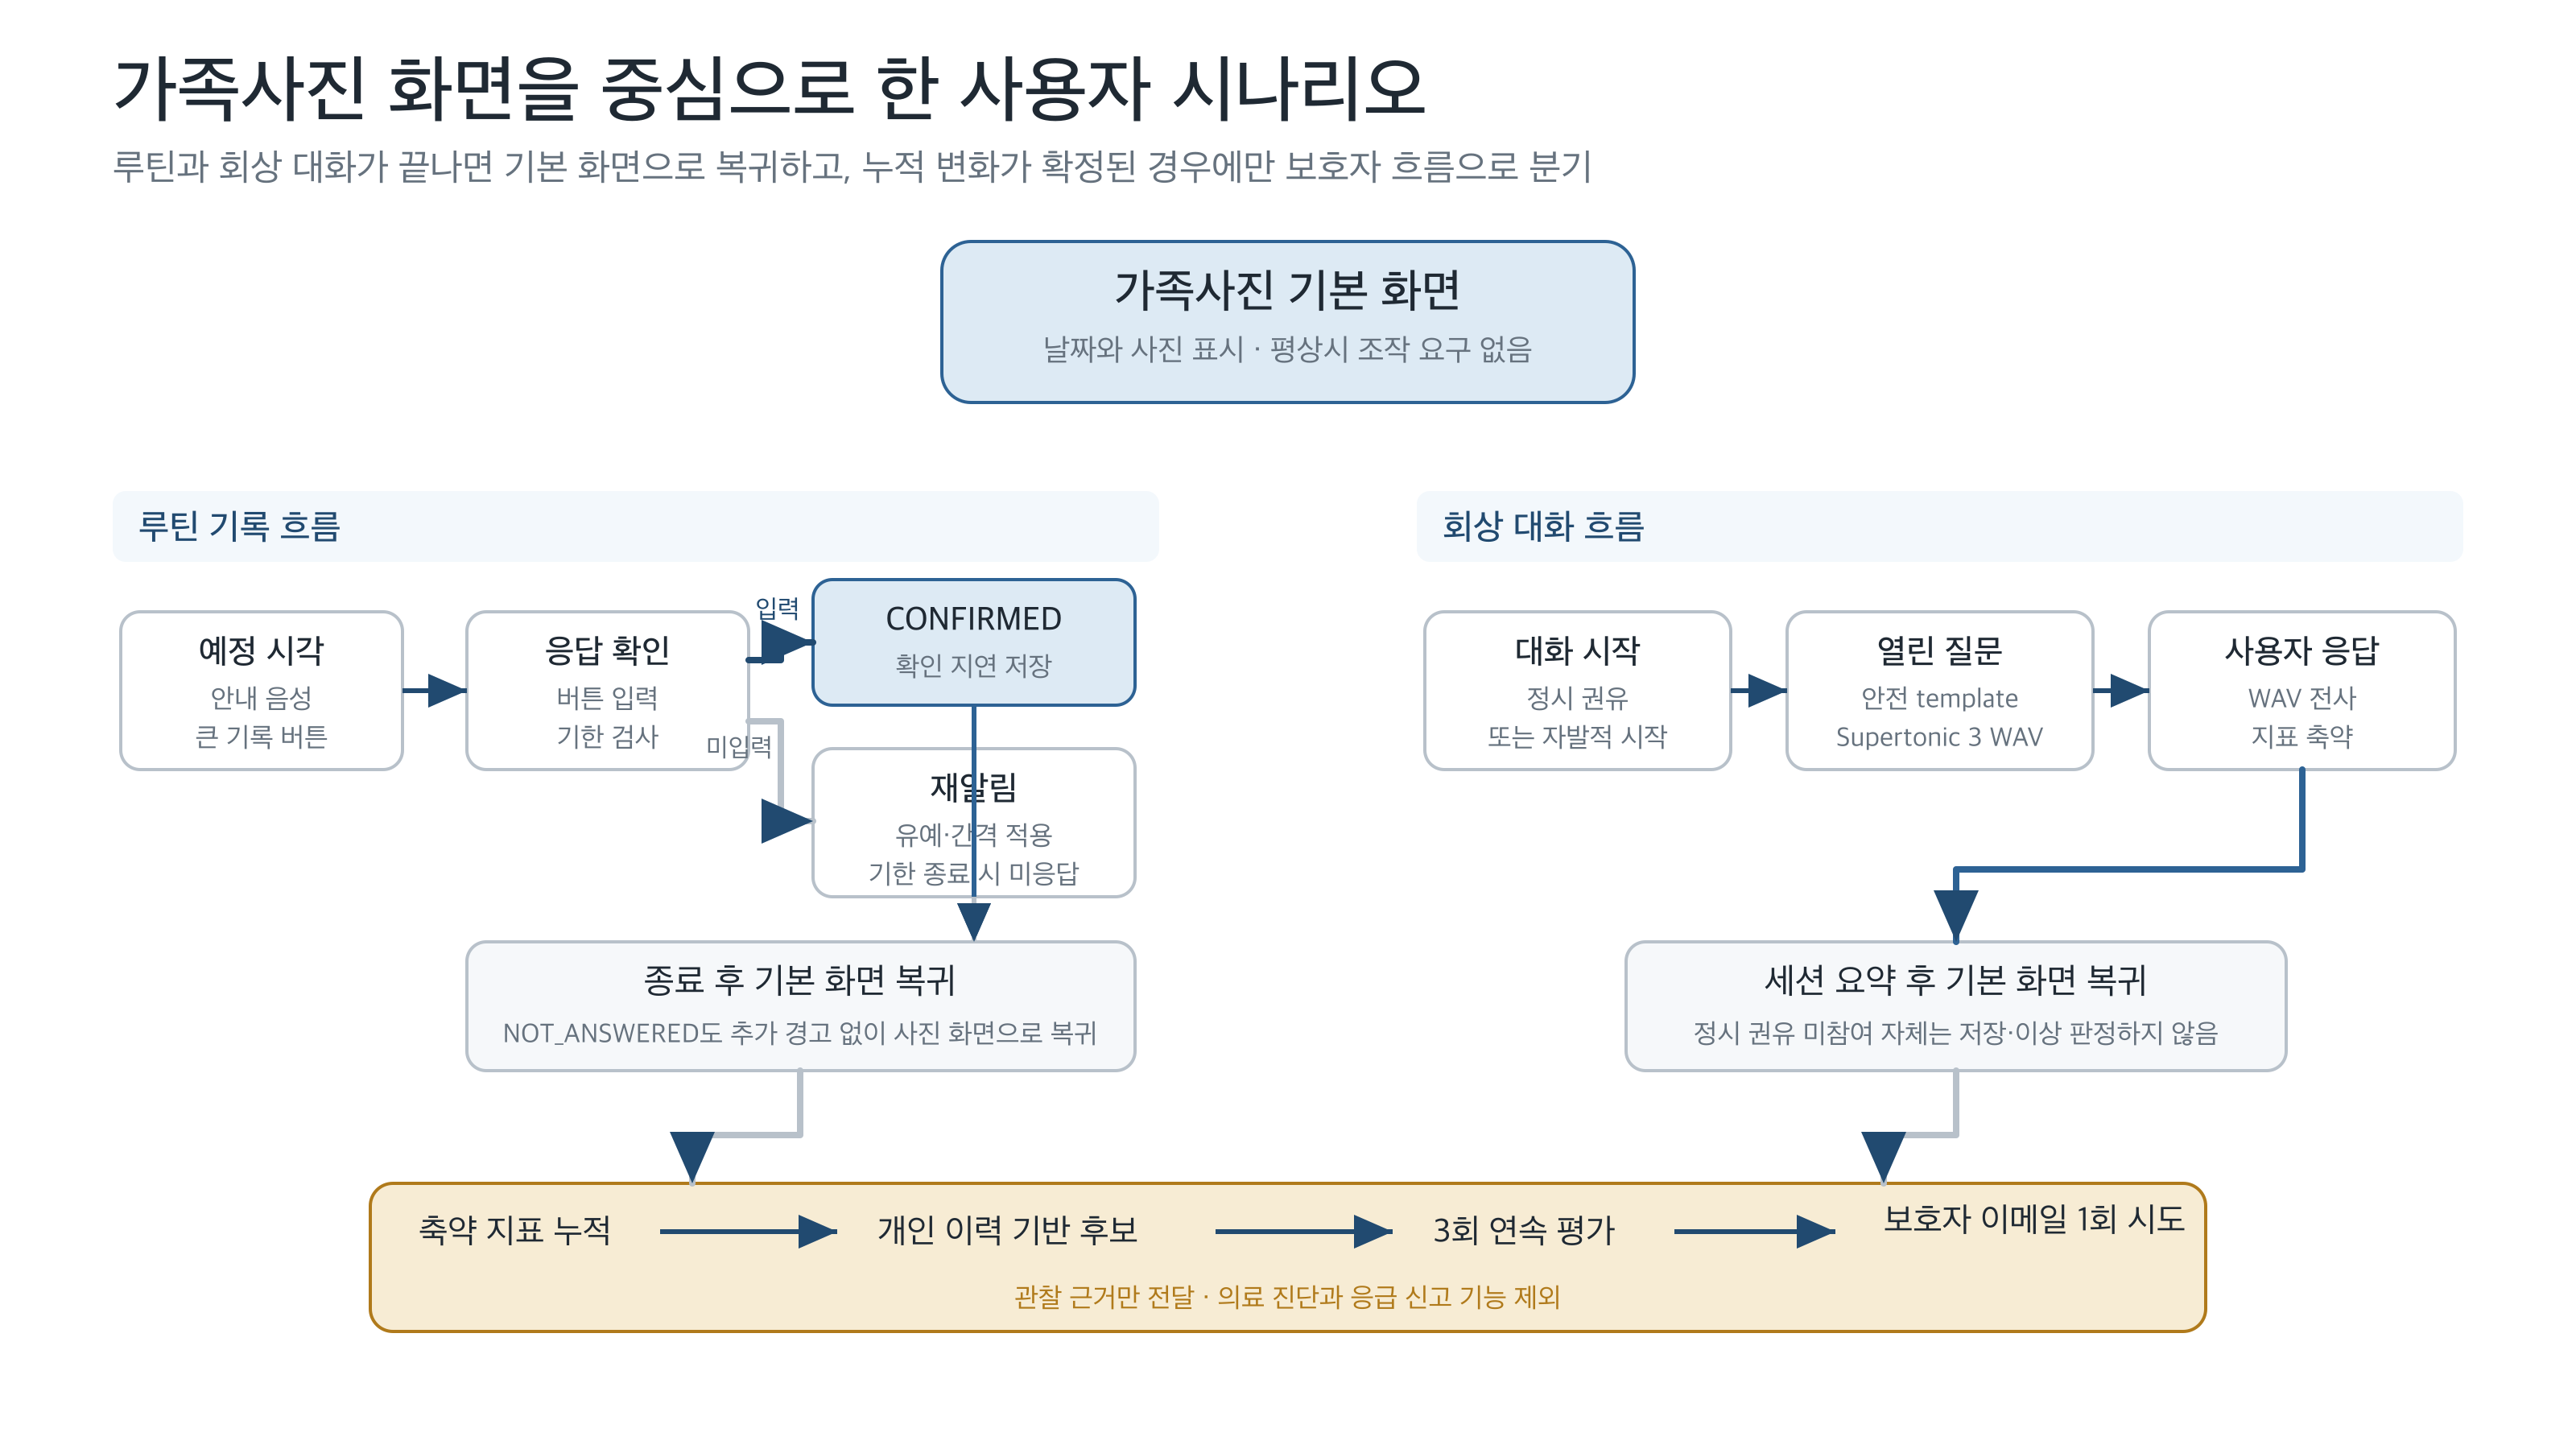 가족사진 화면을 중심으로 한 사용자 시나리오
루틴과 회상 대화가 끝나면 기본 화면으로 복귀하고, 누적 변화가 확정된 경우에만 보호자 흐름으로 분기
가족사진 기본 화면
날짜와 사진 표시 · 평상시 조작 요구 없음
루틴 기록 흐름
예정 시각
안내 음성
큰 기록 버튼
응답 확인
버튼 입력
기한 검사
입력
미입력
CONFIRMED
확인 지연 저장
재알림
유예·간격 적용
기한 종료 시 미응답
종료 후 기본 화면 복귀
NOT_ANSWERED도 추가 경고 없이 사진 화면으로 복귀
회상 대화 흐름
대화 시작
정시 권유
또는 자발적 시작
열린 질문
안전 template
Supertonic 3 WAV
사용자 응답
WAV 전사
지표 축약
세션 요약 후 기본 화면 복귀
정시 권유 미참여 자체는 저장·이상 판정하지 않음
축약 지표 누적
개인 이력 기반 후보
3회 연속 평가
보호자 이메일 1회 시도
관찰 근거만 전달 · 의료 진단과 응급 신고 기능 제외